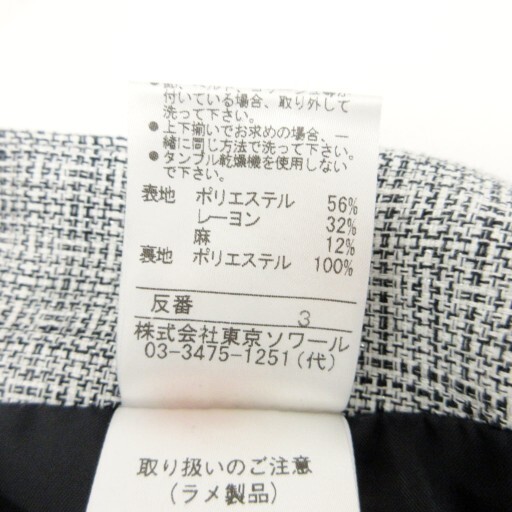 付いている場合、取り外して
洗って下さい。
●上下揃いでお求めの場合、一
緒に同じ方法で洗って下さい。
●タンブル乾燥機を使用しない
で下さい。
表地 ポリエステル 56%
レーヨン 32%
麻 12%
裏地 ポリエステル 100%
反番 3
株式会社東京ソワール
03-3475-1251(代)
取り扱いのご注意
(ラメ製品)